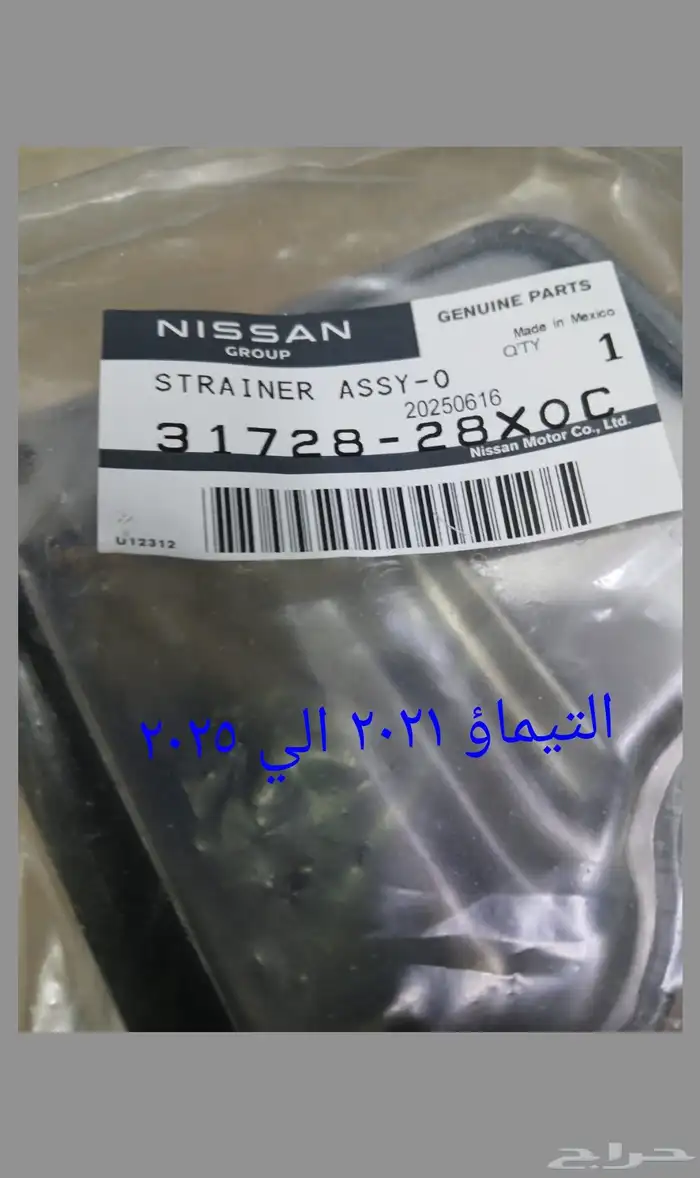 NISSAN
GROUP
GENUINE PARTS
Made in Mexico
QTY 1
STRAINER ASSY-O
20250616
31728-28X0C
Nissan Motor Co., Ltd.
U12312
التيماؤ ٢٠٢١ الي ٢٠٢٥
حراج